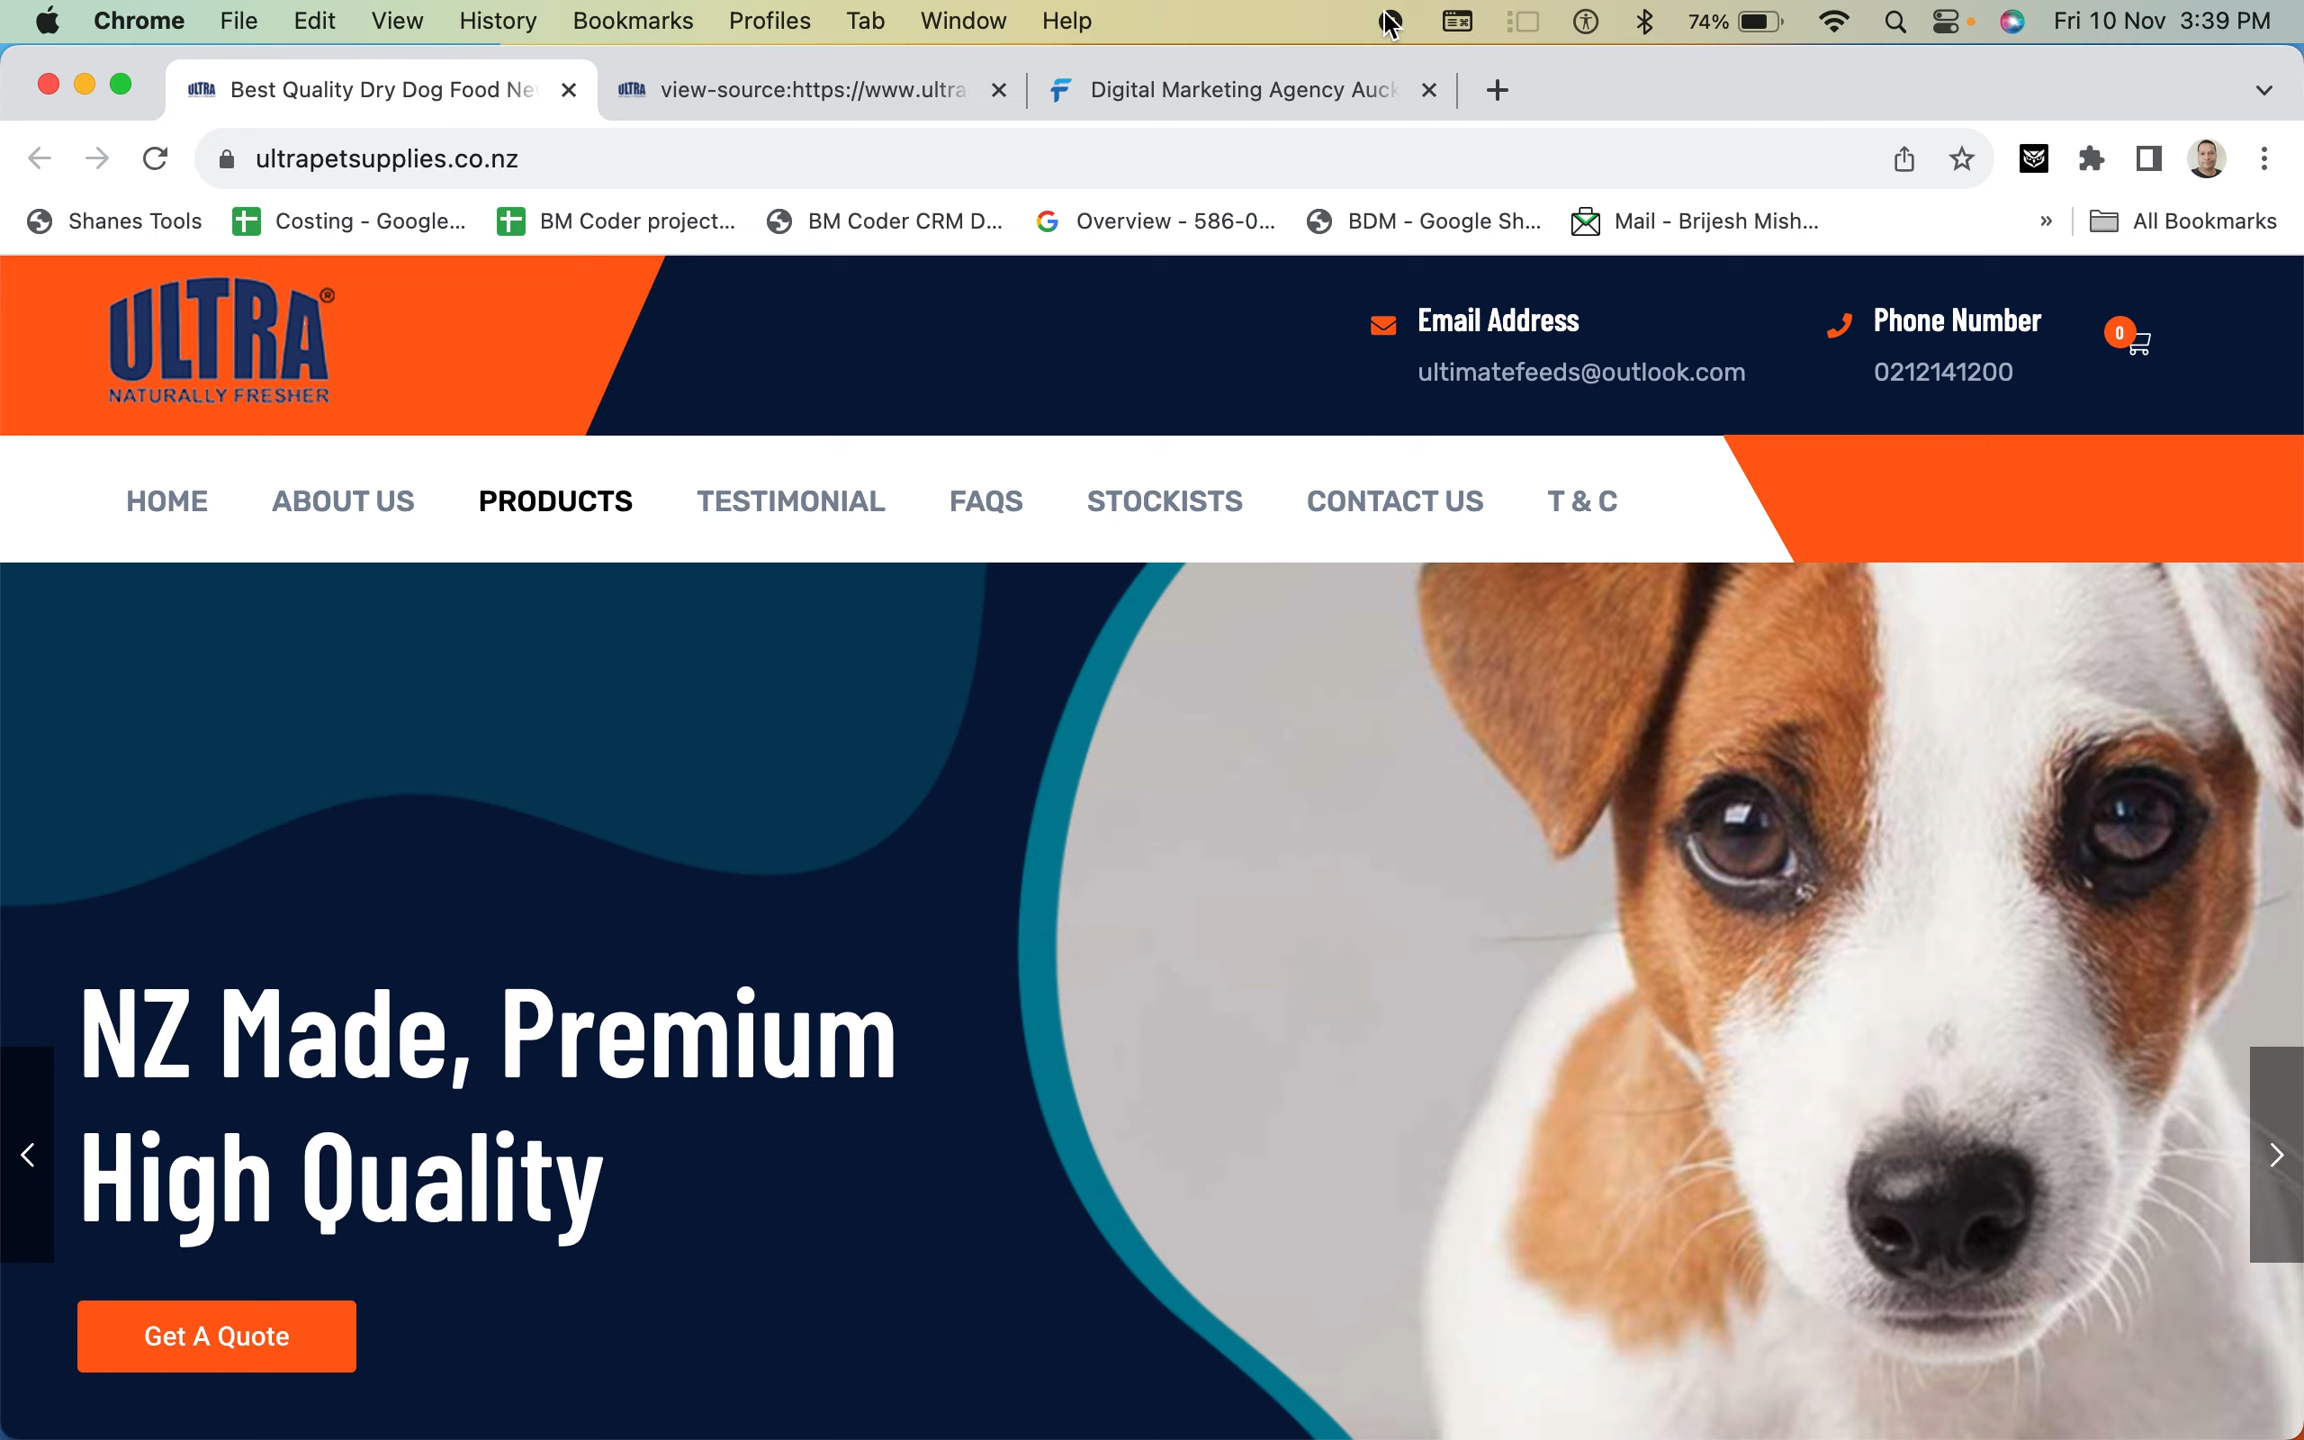 Chrome File Edit View History Bookmarks Profiles Tab Window Help 74% Fri 10 Nov 3:39 PM
ULTRA Best Quality Dry Dog Food Ne ULTRA view-source:https://www.ultra Digital Marketing Agency Auck
ultrapetsupplies.co.nz
Shanes Tools Costing - Google... BM Coder project... BM Coder CRM D... Overview - 586-0... BDM - Google Sh... Mail - Brijesh Mish... » All Bookmarks
ULTRA®
NATURALLY FRESHER
Email Address
ultimatefeeds@outlook.com
Phone Number
0212141200
0
HOME ABOUT US PRODUCTS TESTIMONIAL FAQS STOCKISTS CONTACT US T & C
NZ Made, Premium
High Quality
Get A Quote